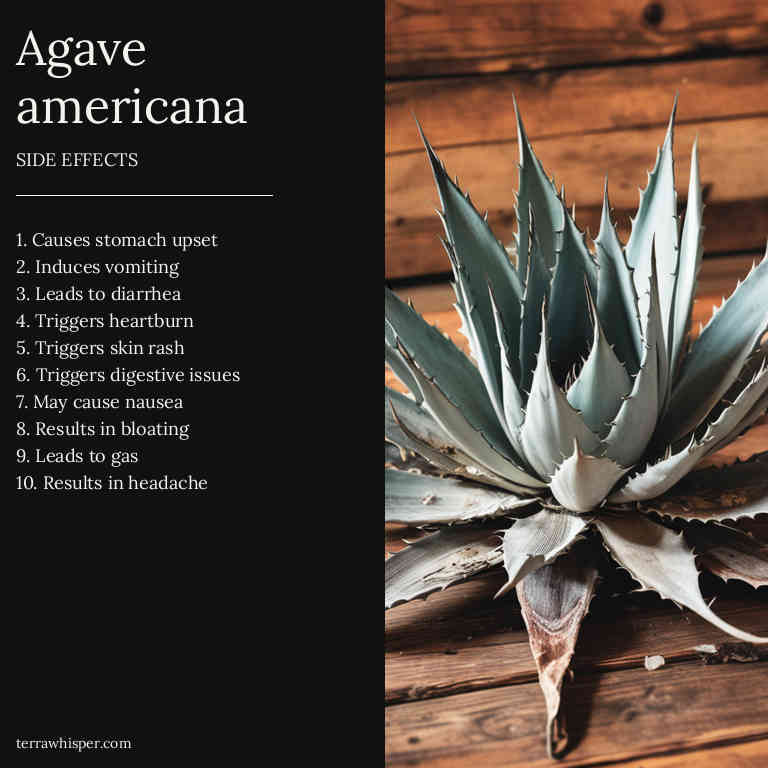 Agave
americana
SIDE EFFECTS
1. Causes stomach upset
2. Induces vomiting
3. Leads to diarrhea
4. Triggers heartburn
5. Triggers skin rash
6. Triggers digestive issues
7. May cause nausea
8. Results in bloating
9. Leads to gas
10. Results in headache
terrawhisper.com